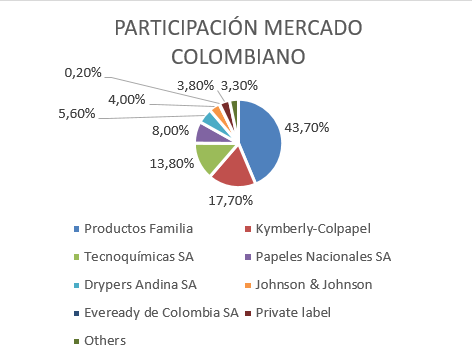 PARTICIPACIÓN MERCADO
COLOMBIANO
0,20%
3,80%
3,30%
4,00%
5,60%
8,00%
43,70%
13,80%
17,70%
Productos Familia
Kymberly-Colpapel
Tecnoquímicas SA
Papeles Nacionales SA
Drypers Andina SA
Johnson & Johnson
Eveready de Colombia SA
Private label
Others